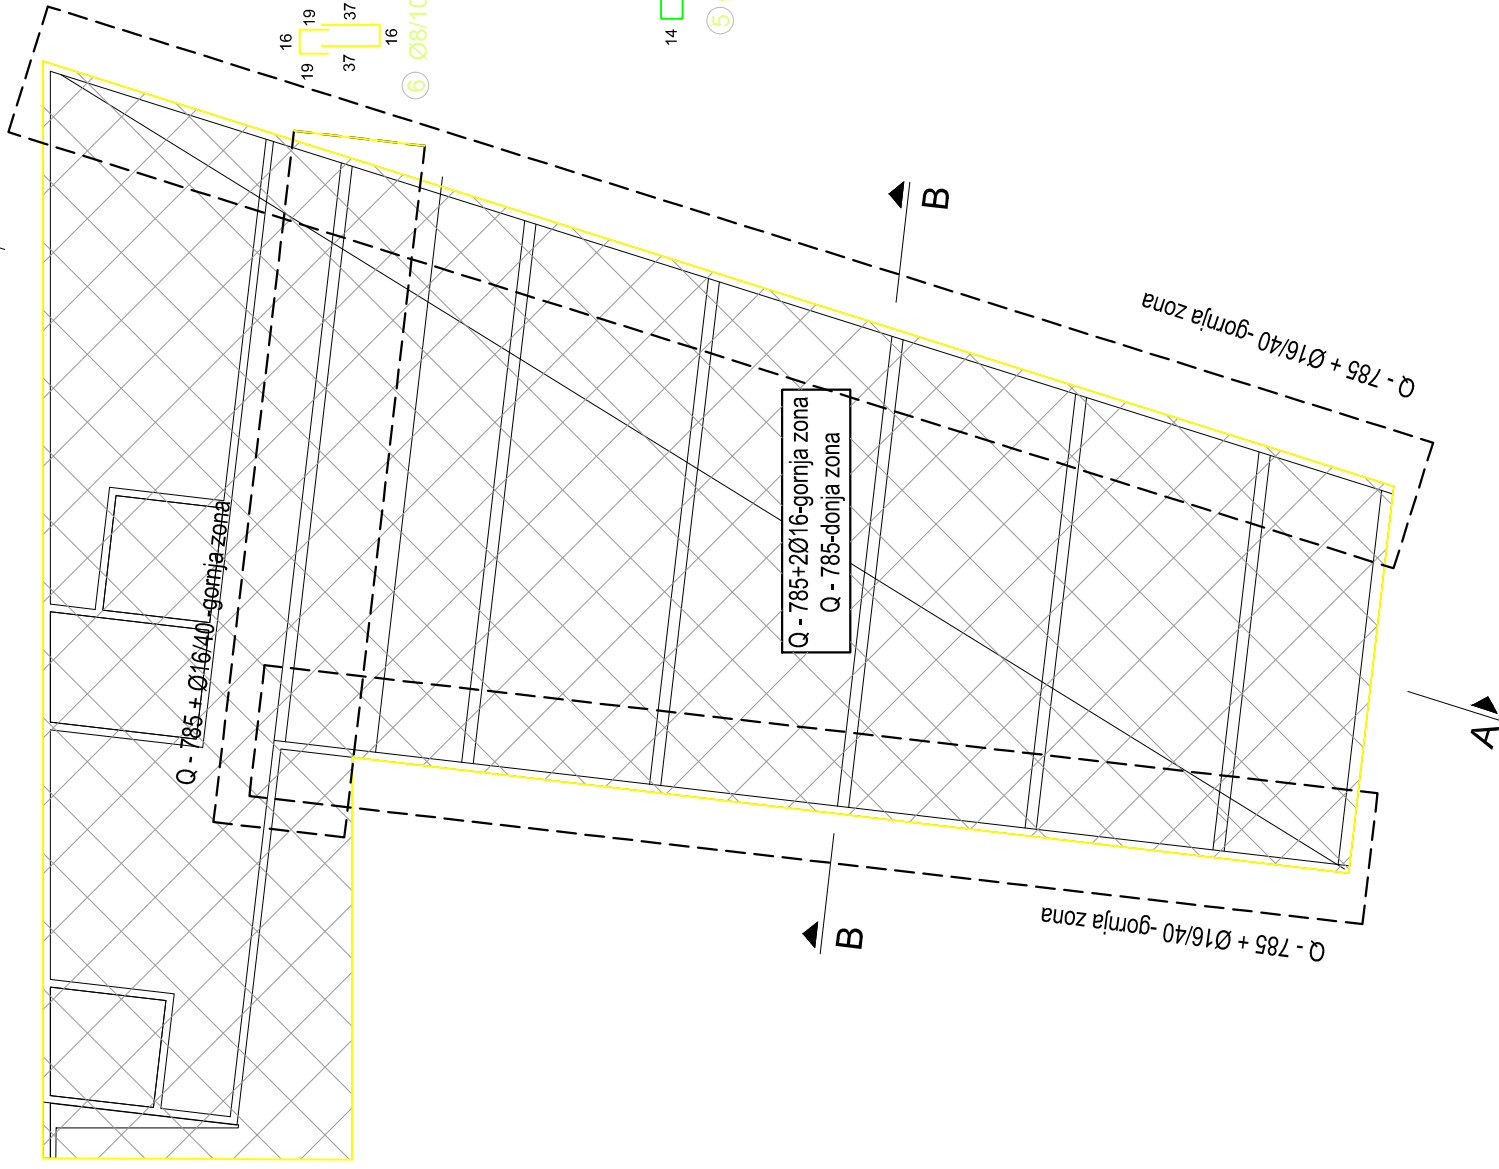 19
37
16
16
19
37
6 Ø8/10
14
5
B
Q - 785 + Ø16/40 -gornja zona
Q - 785+2Ø16-gornja zona
Q - 785-donja zona
Q - 785 + Ø16/40 -gornja zona
A
B
Q - 785 + Ø16/40 -gornja zona